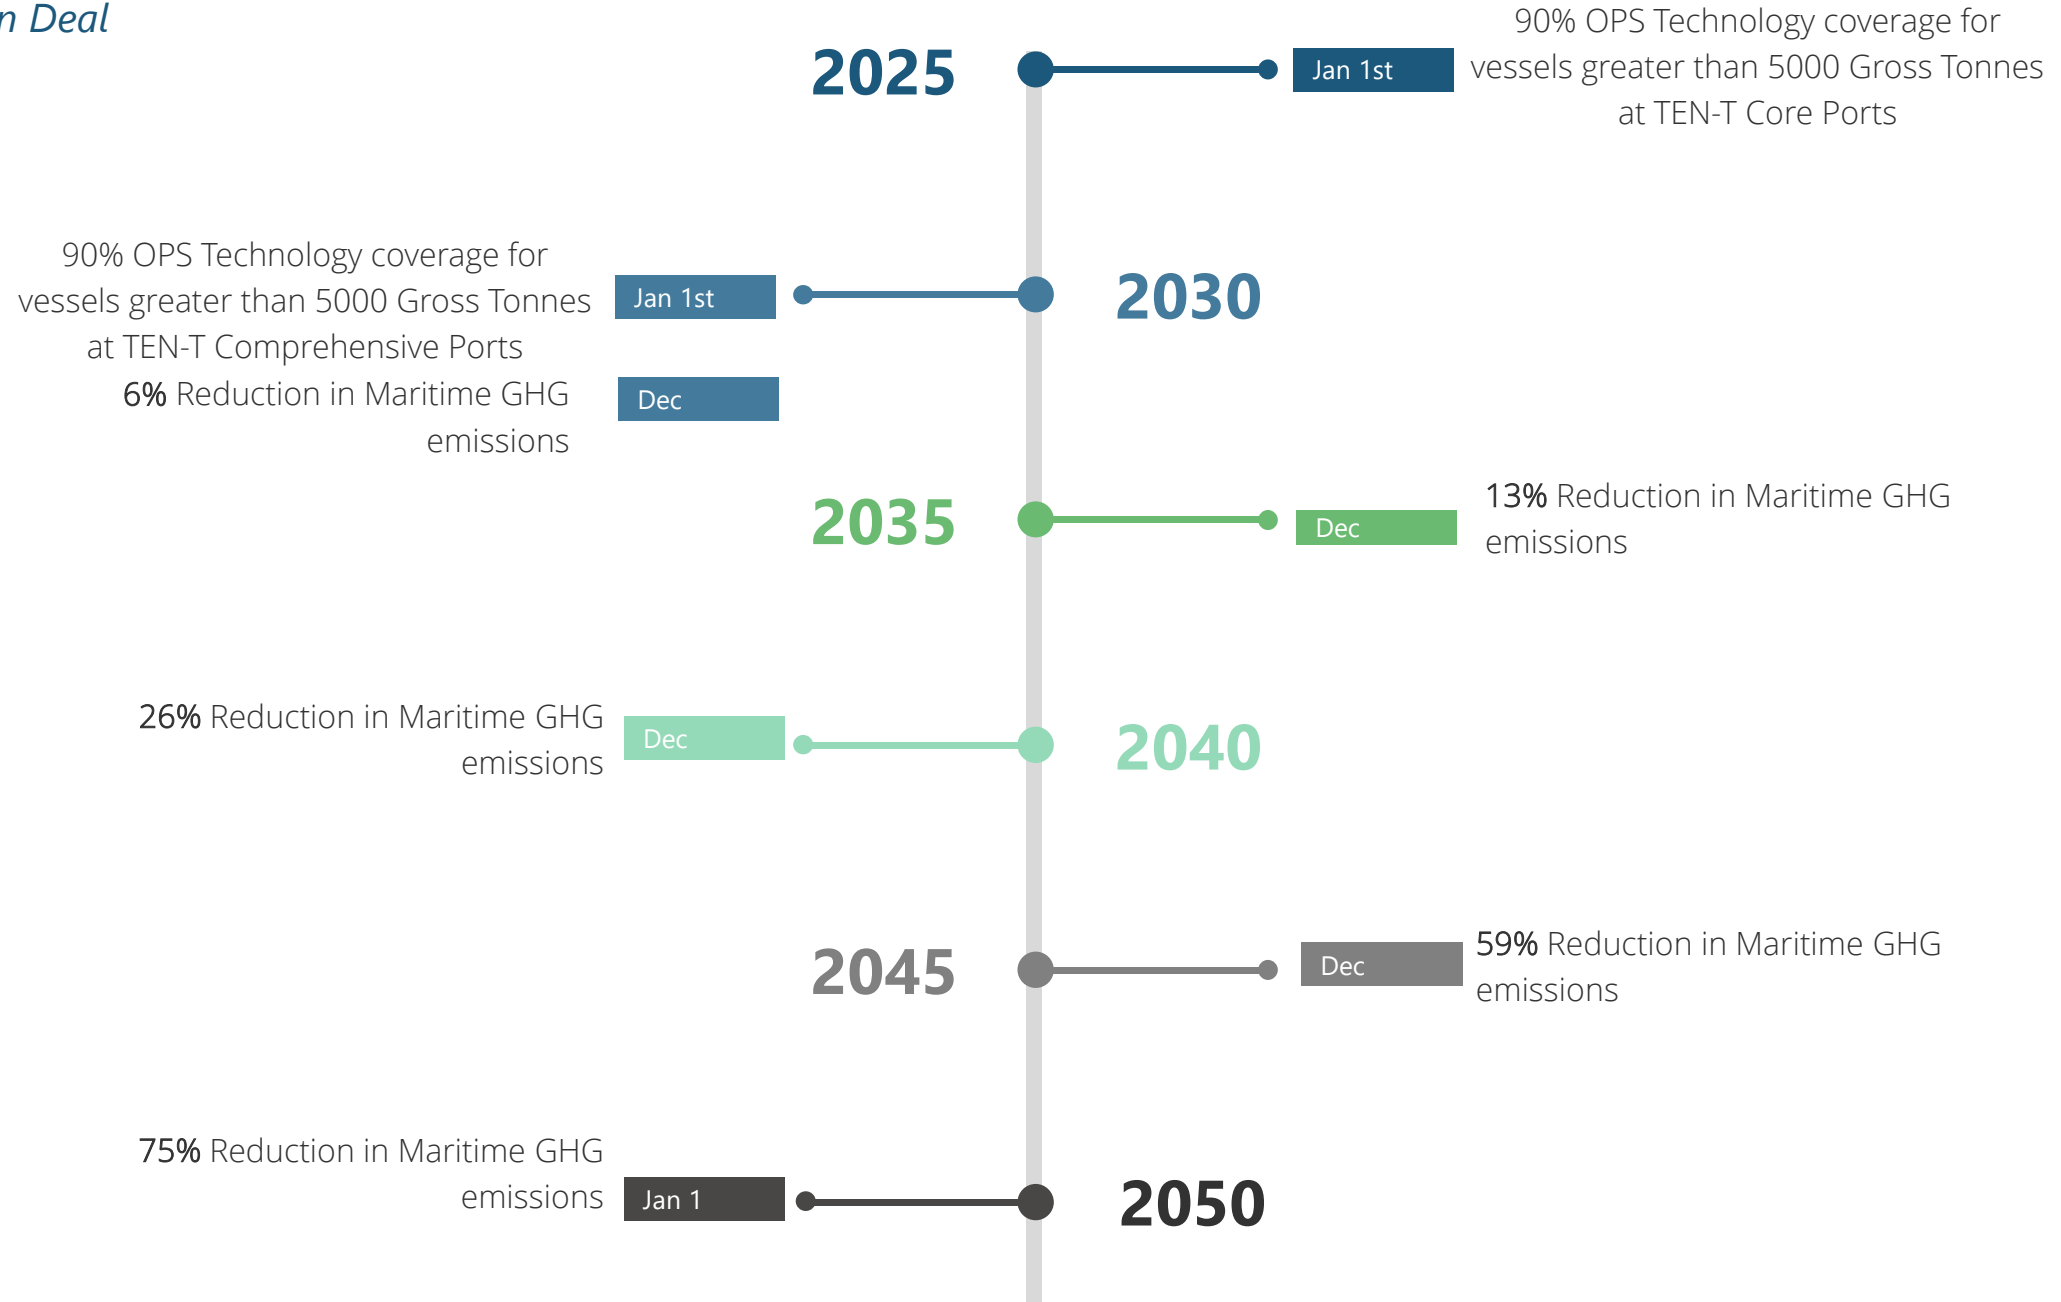 n Deal
2025
Jan 1st
90% OPS Technology coverage for
vessels greater than 5000 Gross Tonnes
at TEN-T Core Ports
90% OPS Technology coverage for
vessels greater than 5000 Gross Tonnes
at TEN-T Comprehensive Ports
Jan 1st
2030
6% Reduction in Maritime GHG
emissions
Dec
2035
Dec
13% Reduction in Maritime GHG
emissions
26% Reduction in Maritime GHG
emissions
Dec
2040
2045
Dec
59% Reduction in Maritime GHG
emissions
75% Reduction in Maritime GHG
emissions
Jan 1
2050